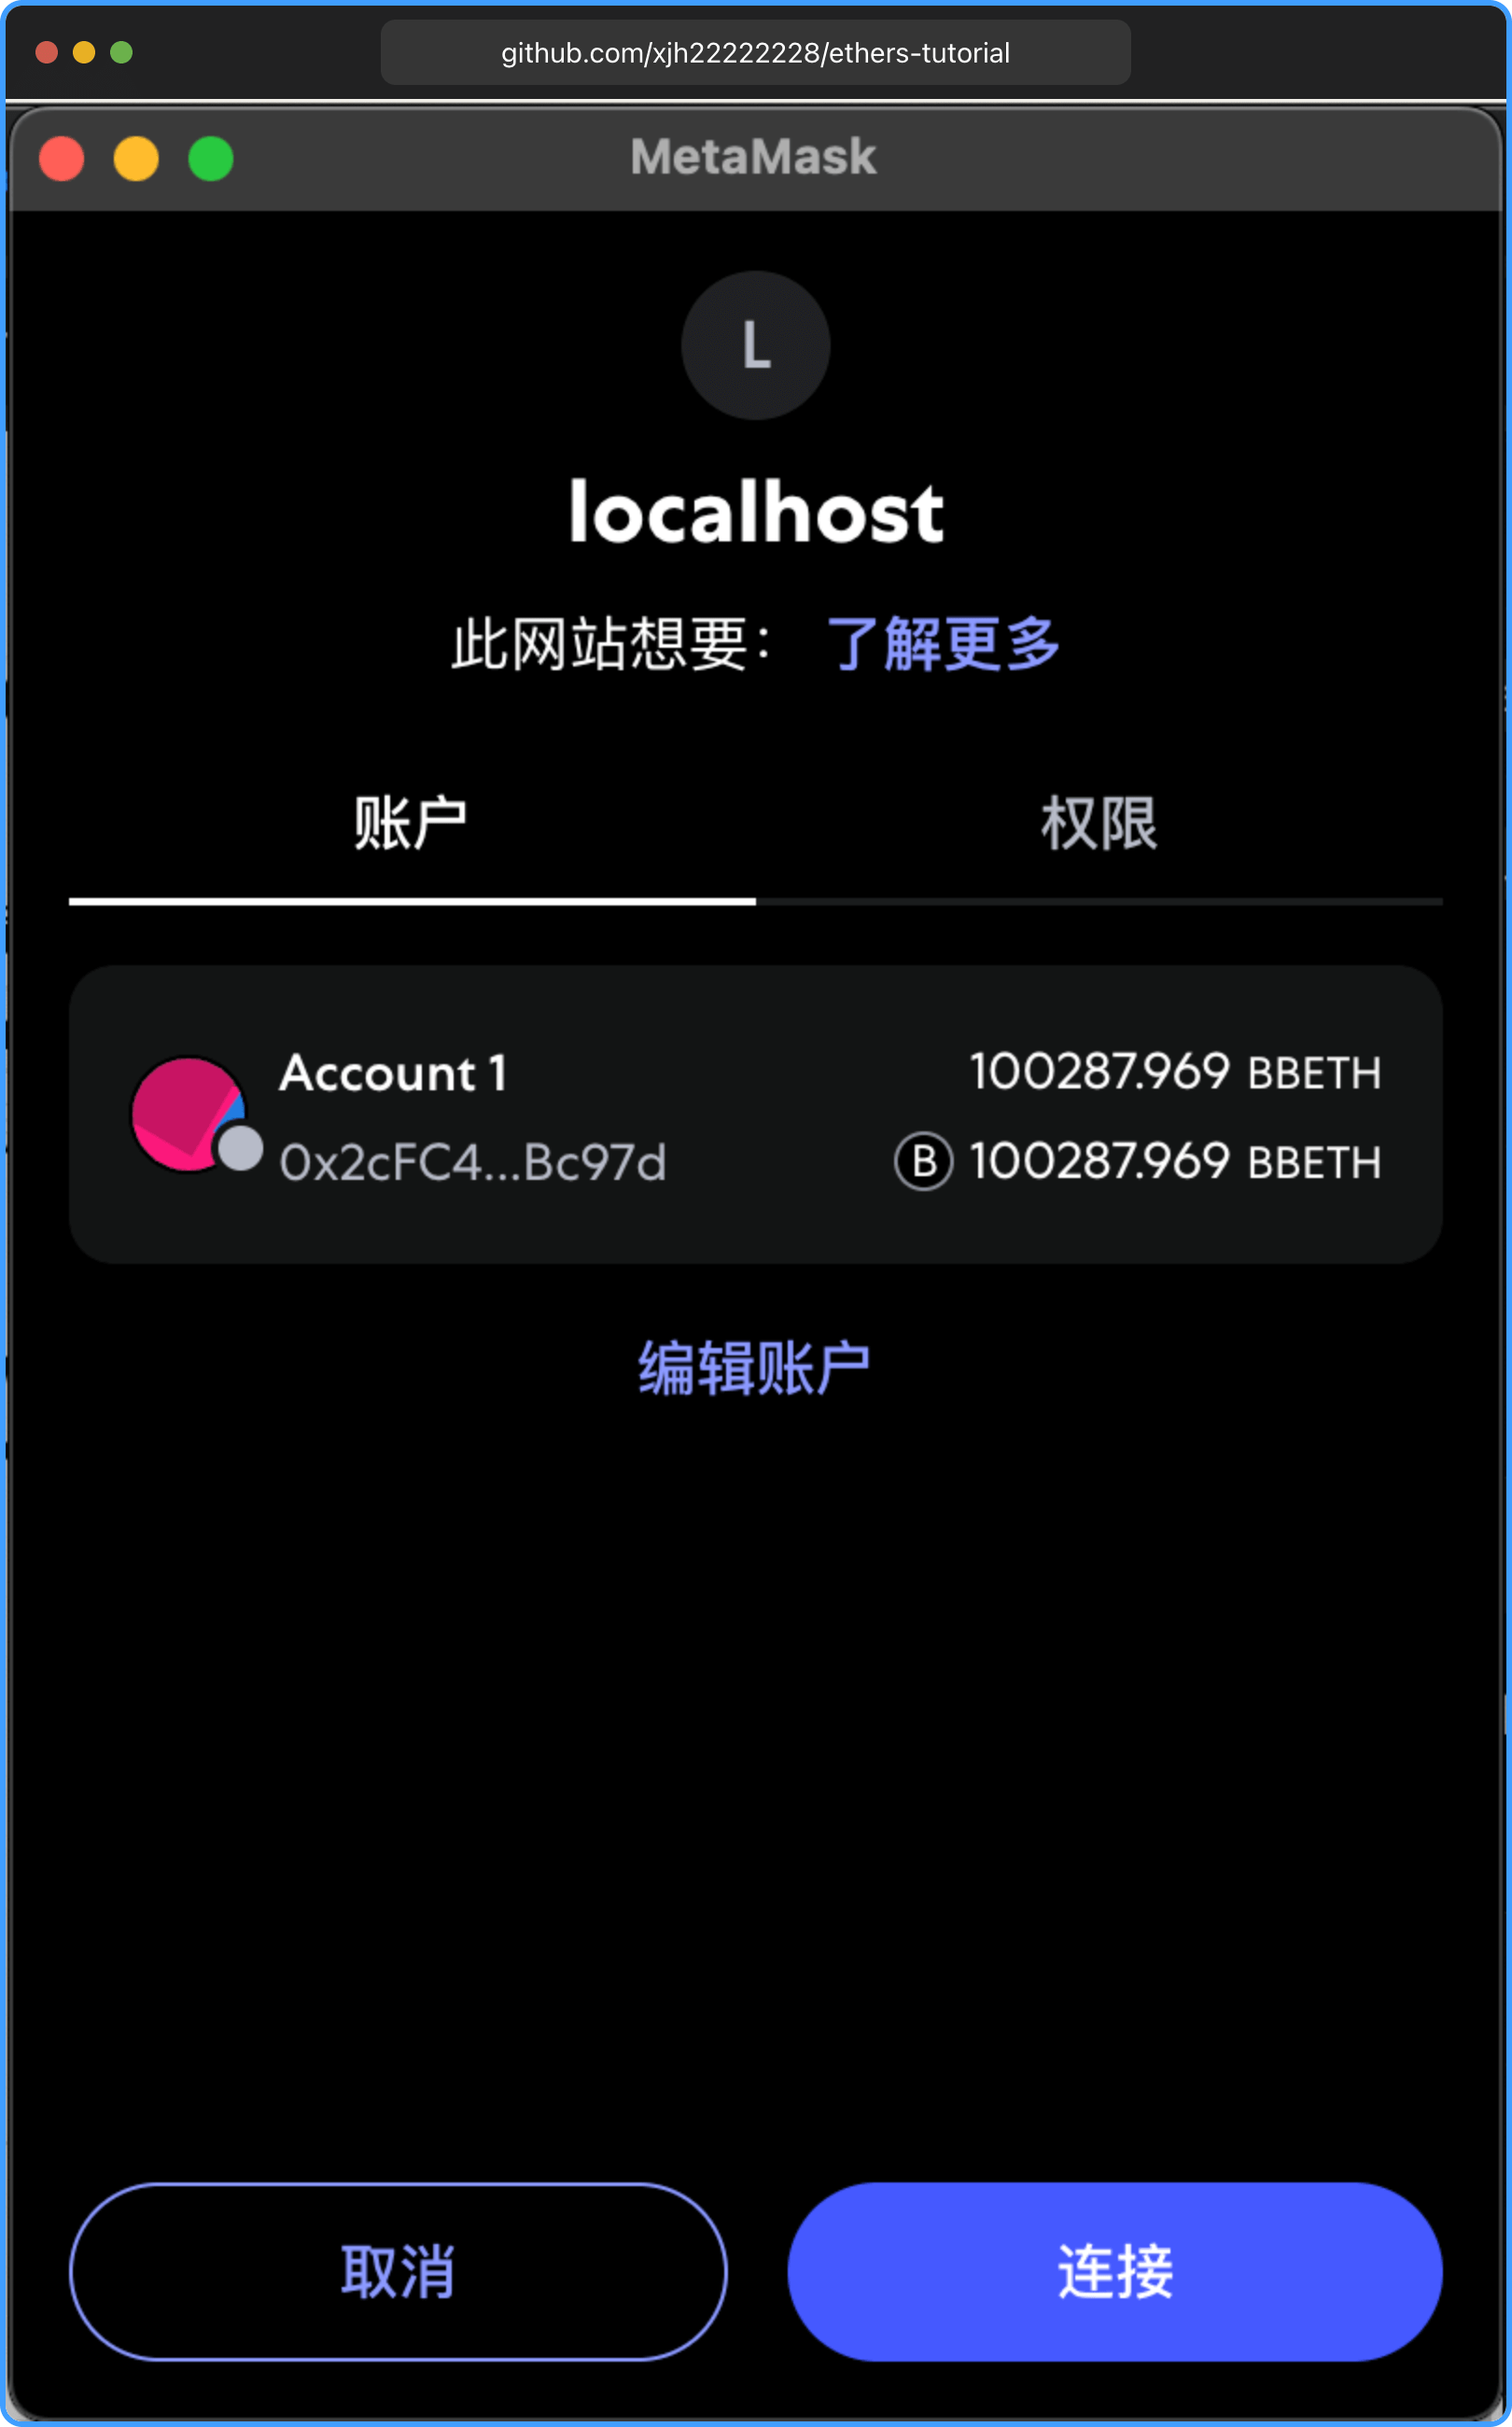 github.com/xjh22222228/ethers-tutorial
MetaMask
L
localhost
此网站想要： 了解更多
账户 权限
Account 1 100287.969 BBETH
0x2cFC4...Bc97d B 100287.969 BBETH
编辑账户
取消 连接